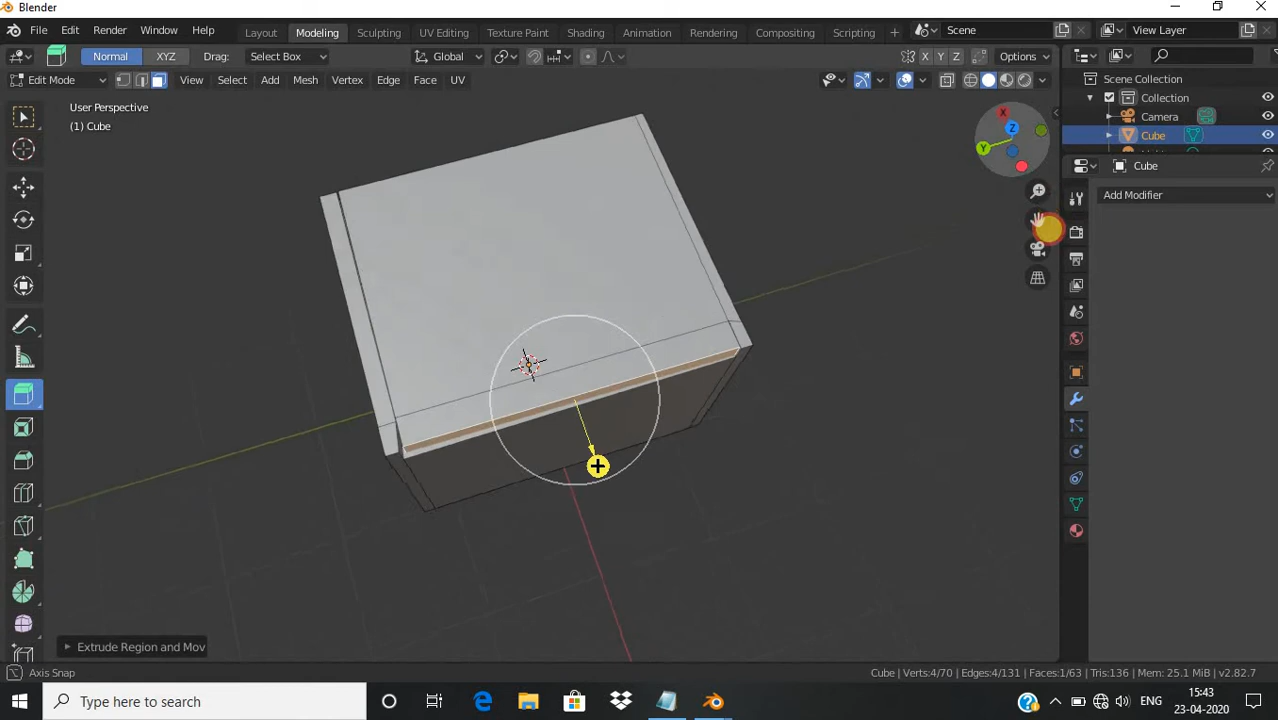 Blender
File Edit Render Window Help Layout Modeling Sculpting UV Editing Texture Paint Shading Animation Rendering Compositing Scripting + Scene View Layer
Normal XYZ Drag: Select Box Global X Y Z Options
Edit Mode View Select Add Mesh Vertex Edge Face UV
User Perspective
(1) Cube
Scene Collection
Collection
Camera
Cube
Cube
Add Modifier
X
Y
Z
Extrude Region and Mov
Axis Snap
Cube | Verts:4/70 | Edges:4/131 | Faces:1/63 | Tris:136 | Mem: 25.1 MiB | v2.82.7
Type here to search
ENG
15:43
23-04-2020